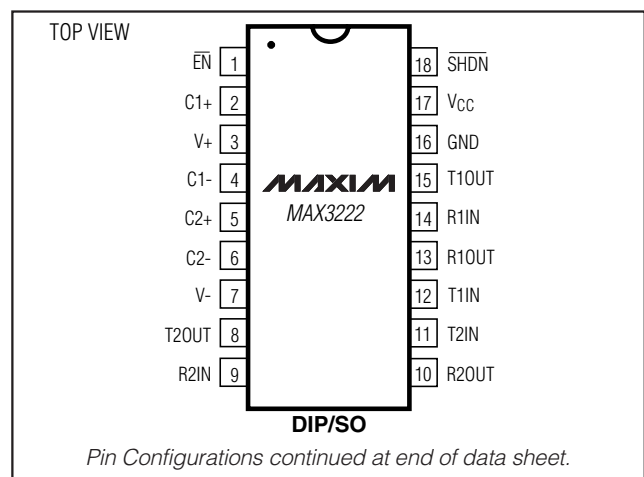 TOP VIEW
EN 1
C1+ 2
V+ 3
C1- 4
C2+ 5
C2- 6
V- 7
T2OUT 8
R2IN 9
MAXIM
MAX3222
18 SHDN
17 VCC
16 GND
15 T1OUT
14 R1IN
13 R1OUT
12 T1IN
11 T2IN
10 R2OUT
DIP/SO
Pin Configurations continued at end of data sheet.